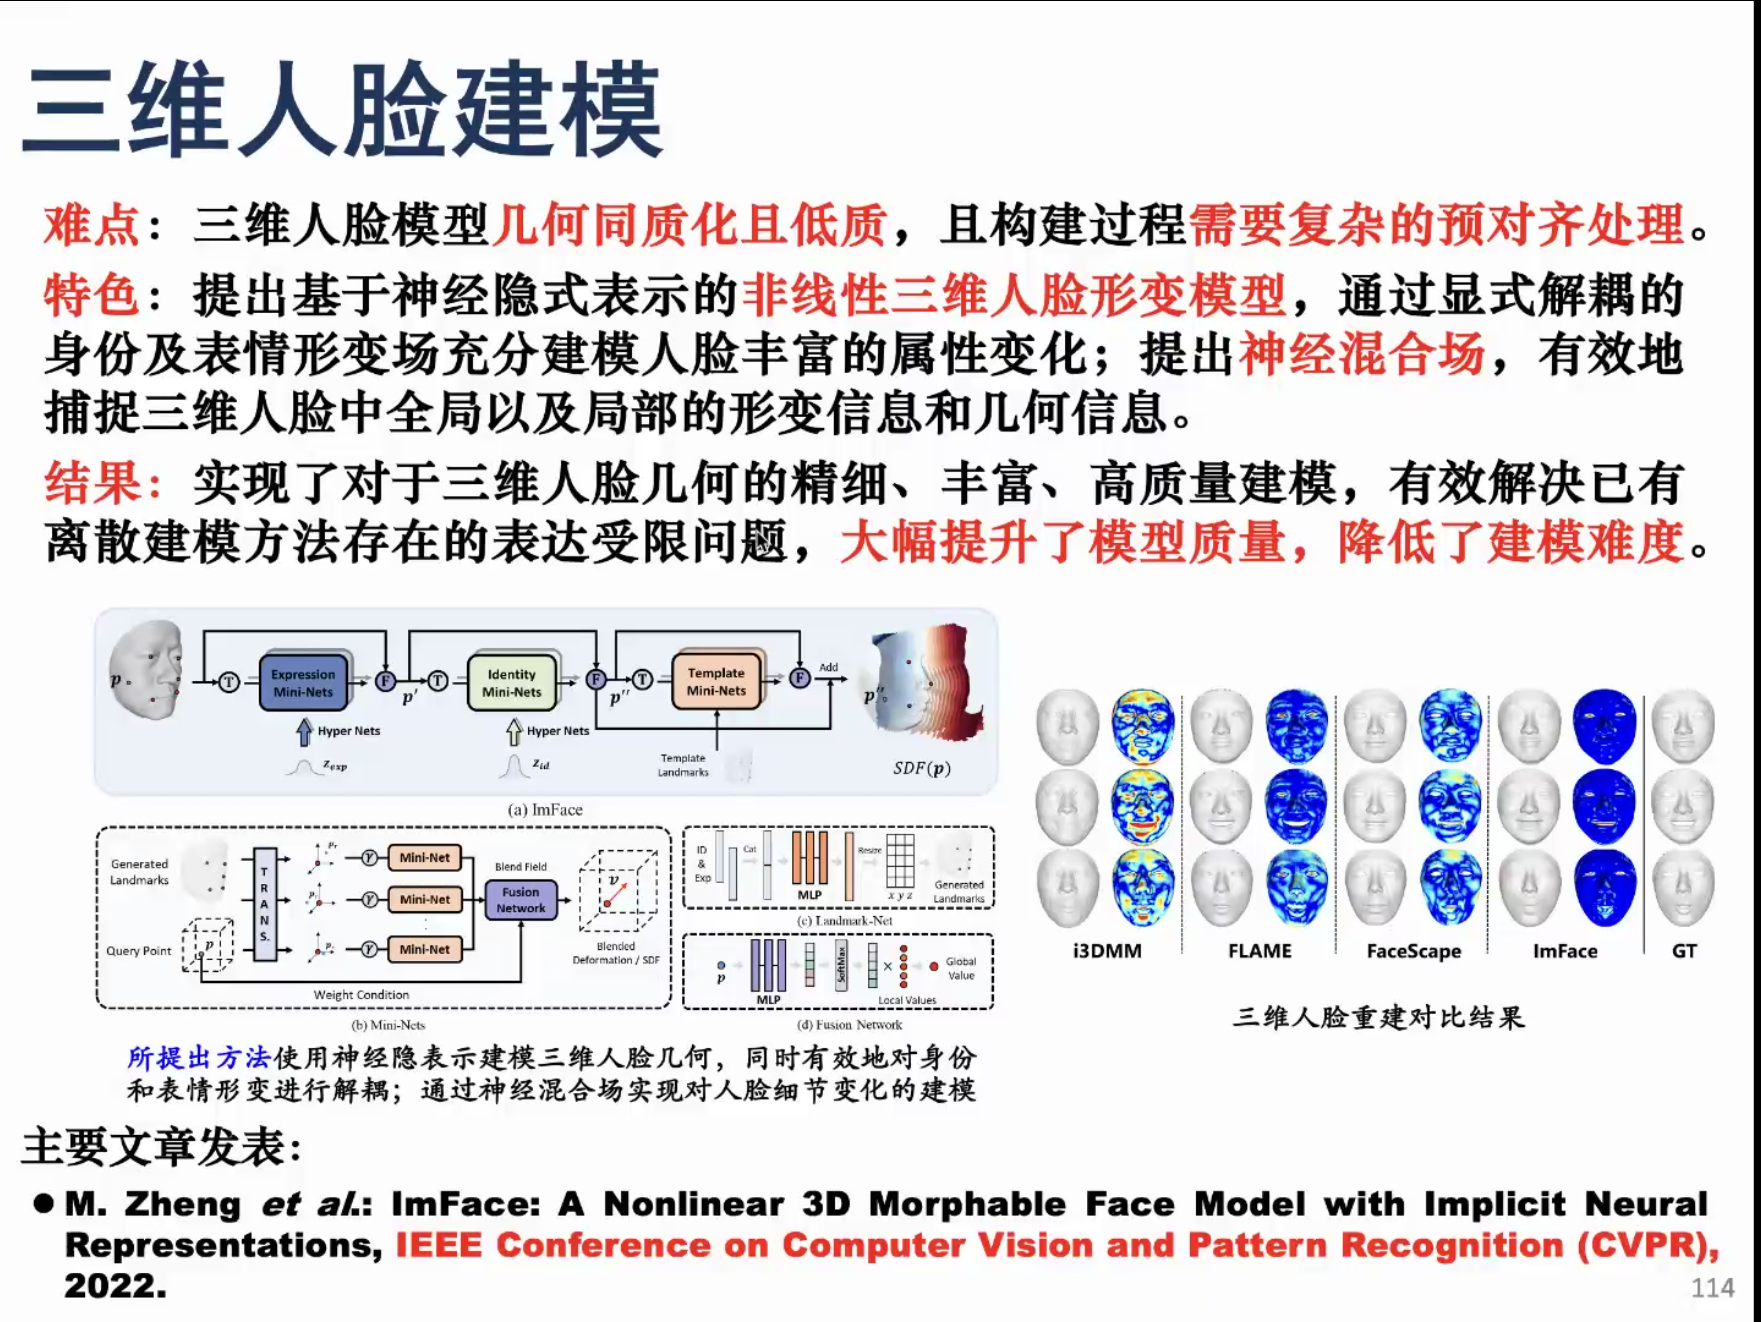 三维人脸建模
难点：三维人脸模型几何同质化且低质，且构建过程需要复杂的预对齐处理。
特色：提出基于神经隐式表示的非线性三维人脸形变模型，通过显式解耦的
身份及表情形变场充分建模人脸丰富的属性变化；提出神经混合场，有效地
捕捉三维人脸中全局以及局部的形变信息和几何信息。
结果：实现了对于三维人脸几何的精细、丰富、高质量建模，有效解决已有
离散建模方法存在的表达受限问题，大幅提升了模型质量，降低了建模难度。
p
T
Expression
Mini-Nets
F
p′
T
Identity
Mini-Nets
F
p′′
T
Template
Mini-Nets
F
Add
p′′
Hyper Nets
Hyper Nets
z_exp
z_id
Template
Landmarks
SDF(p)
(a) ImFace
Generated
Landmarks
Query Point
p
TRANS.
γ
Mini-Net
γ
Mini-Net
γ
Mini-Net
Blend Field
Fusion
Network
v
Blended
Deformation / SDF
Weight Condition
(b) Mini-Nets
ID
&
Exp
Cat
MLP
Resize
x y z
Generated
Landmarks
(c) Landmark-Net
p
MLP
SoftMax
×
Local Values
Global
Value
(d) Fusion Network
i3DMM FLAME FaceScape ImFace GT
三维人脸重建对比结果
所提出方法使用神经隐表示建模三维人脸几何，同时有效地对身份
和表情形变进行解耦；通过神经混合场实现对人脸细节变化的建模
主要文章发表：
● M. Zheng et al.: ImFace: A Nonlinear 3D Morphable Face Model with Implicit Neural
Representations, IEEE Conference on Computer Vision and Pattern Recognition (CVPR),
2022.
114